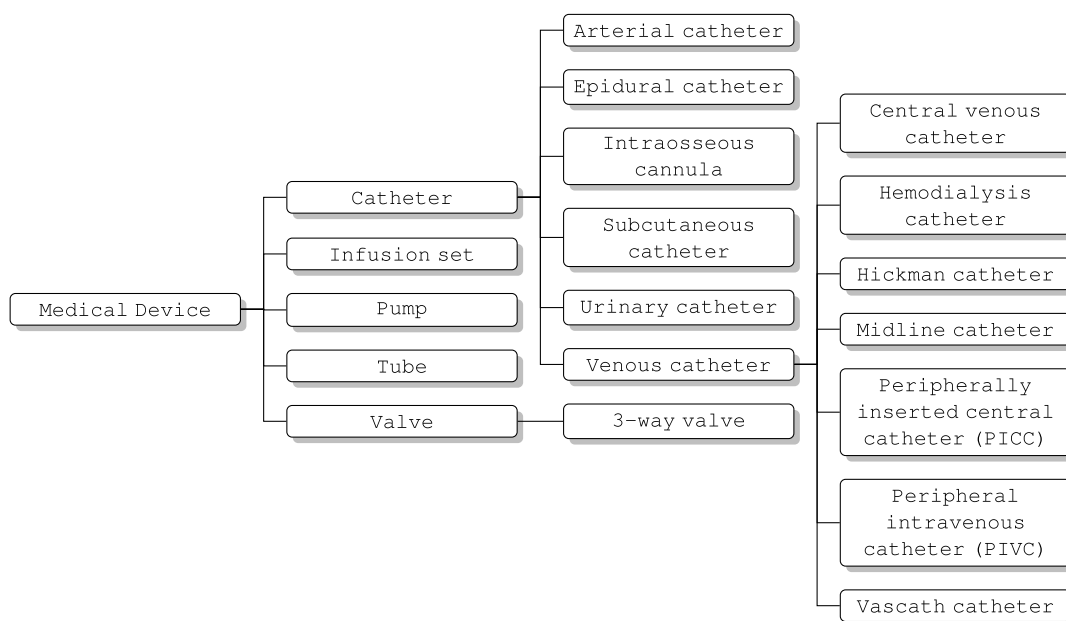 Medical Device
Catheter
Infusion set
Pump
Tube
Valve
Arterial catheter
Epidural catheter
Intraosseous
cannula
Subcutaneous
catheter
Urinary catheter
Venous catheter
3-way valve
Central venous
catheter
Hemodialysis
catheter
Hickman catheter
Midline catheter
Peripherally
inserted central
catheter (PICC)
Peripheral
intravenous
catheter (PIVC)
Vascath catheter